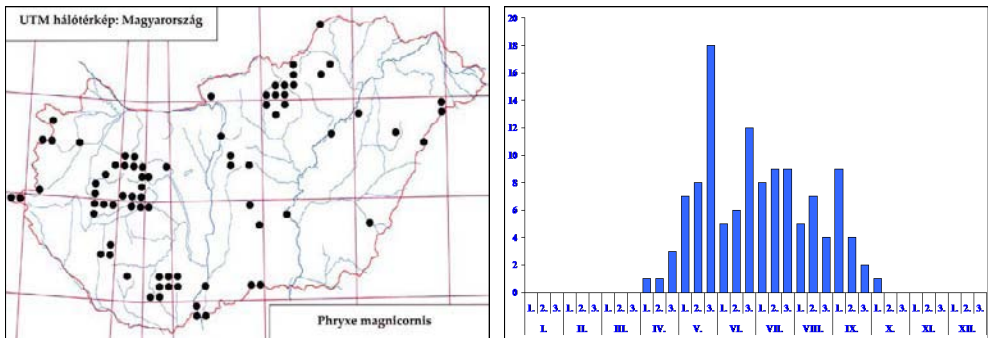 UTM hálótérkép: Magyarország
Phryxe magnicornis
20
18
16
14
12
10
8
6
4
2
0
1. 2. 3. 1. 2. 3. 1. 2. 3. 1. 2. 3. 1. 2. 3. 1. 2. 3. 1. 2. 3. 1. 2. 3. 1. 2. 3. 1. 2. 3. 1. 2. 3. 1. 2. 3.
I. II. III. IV. V. VI. VII. VIII. IX. X. XI. XII.